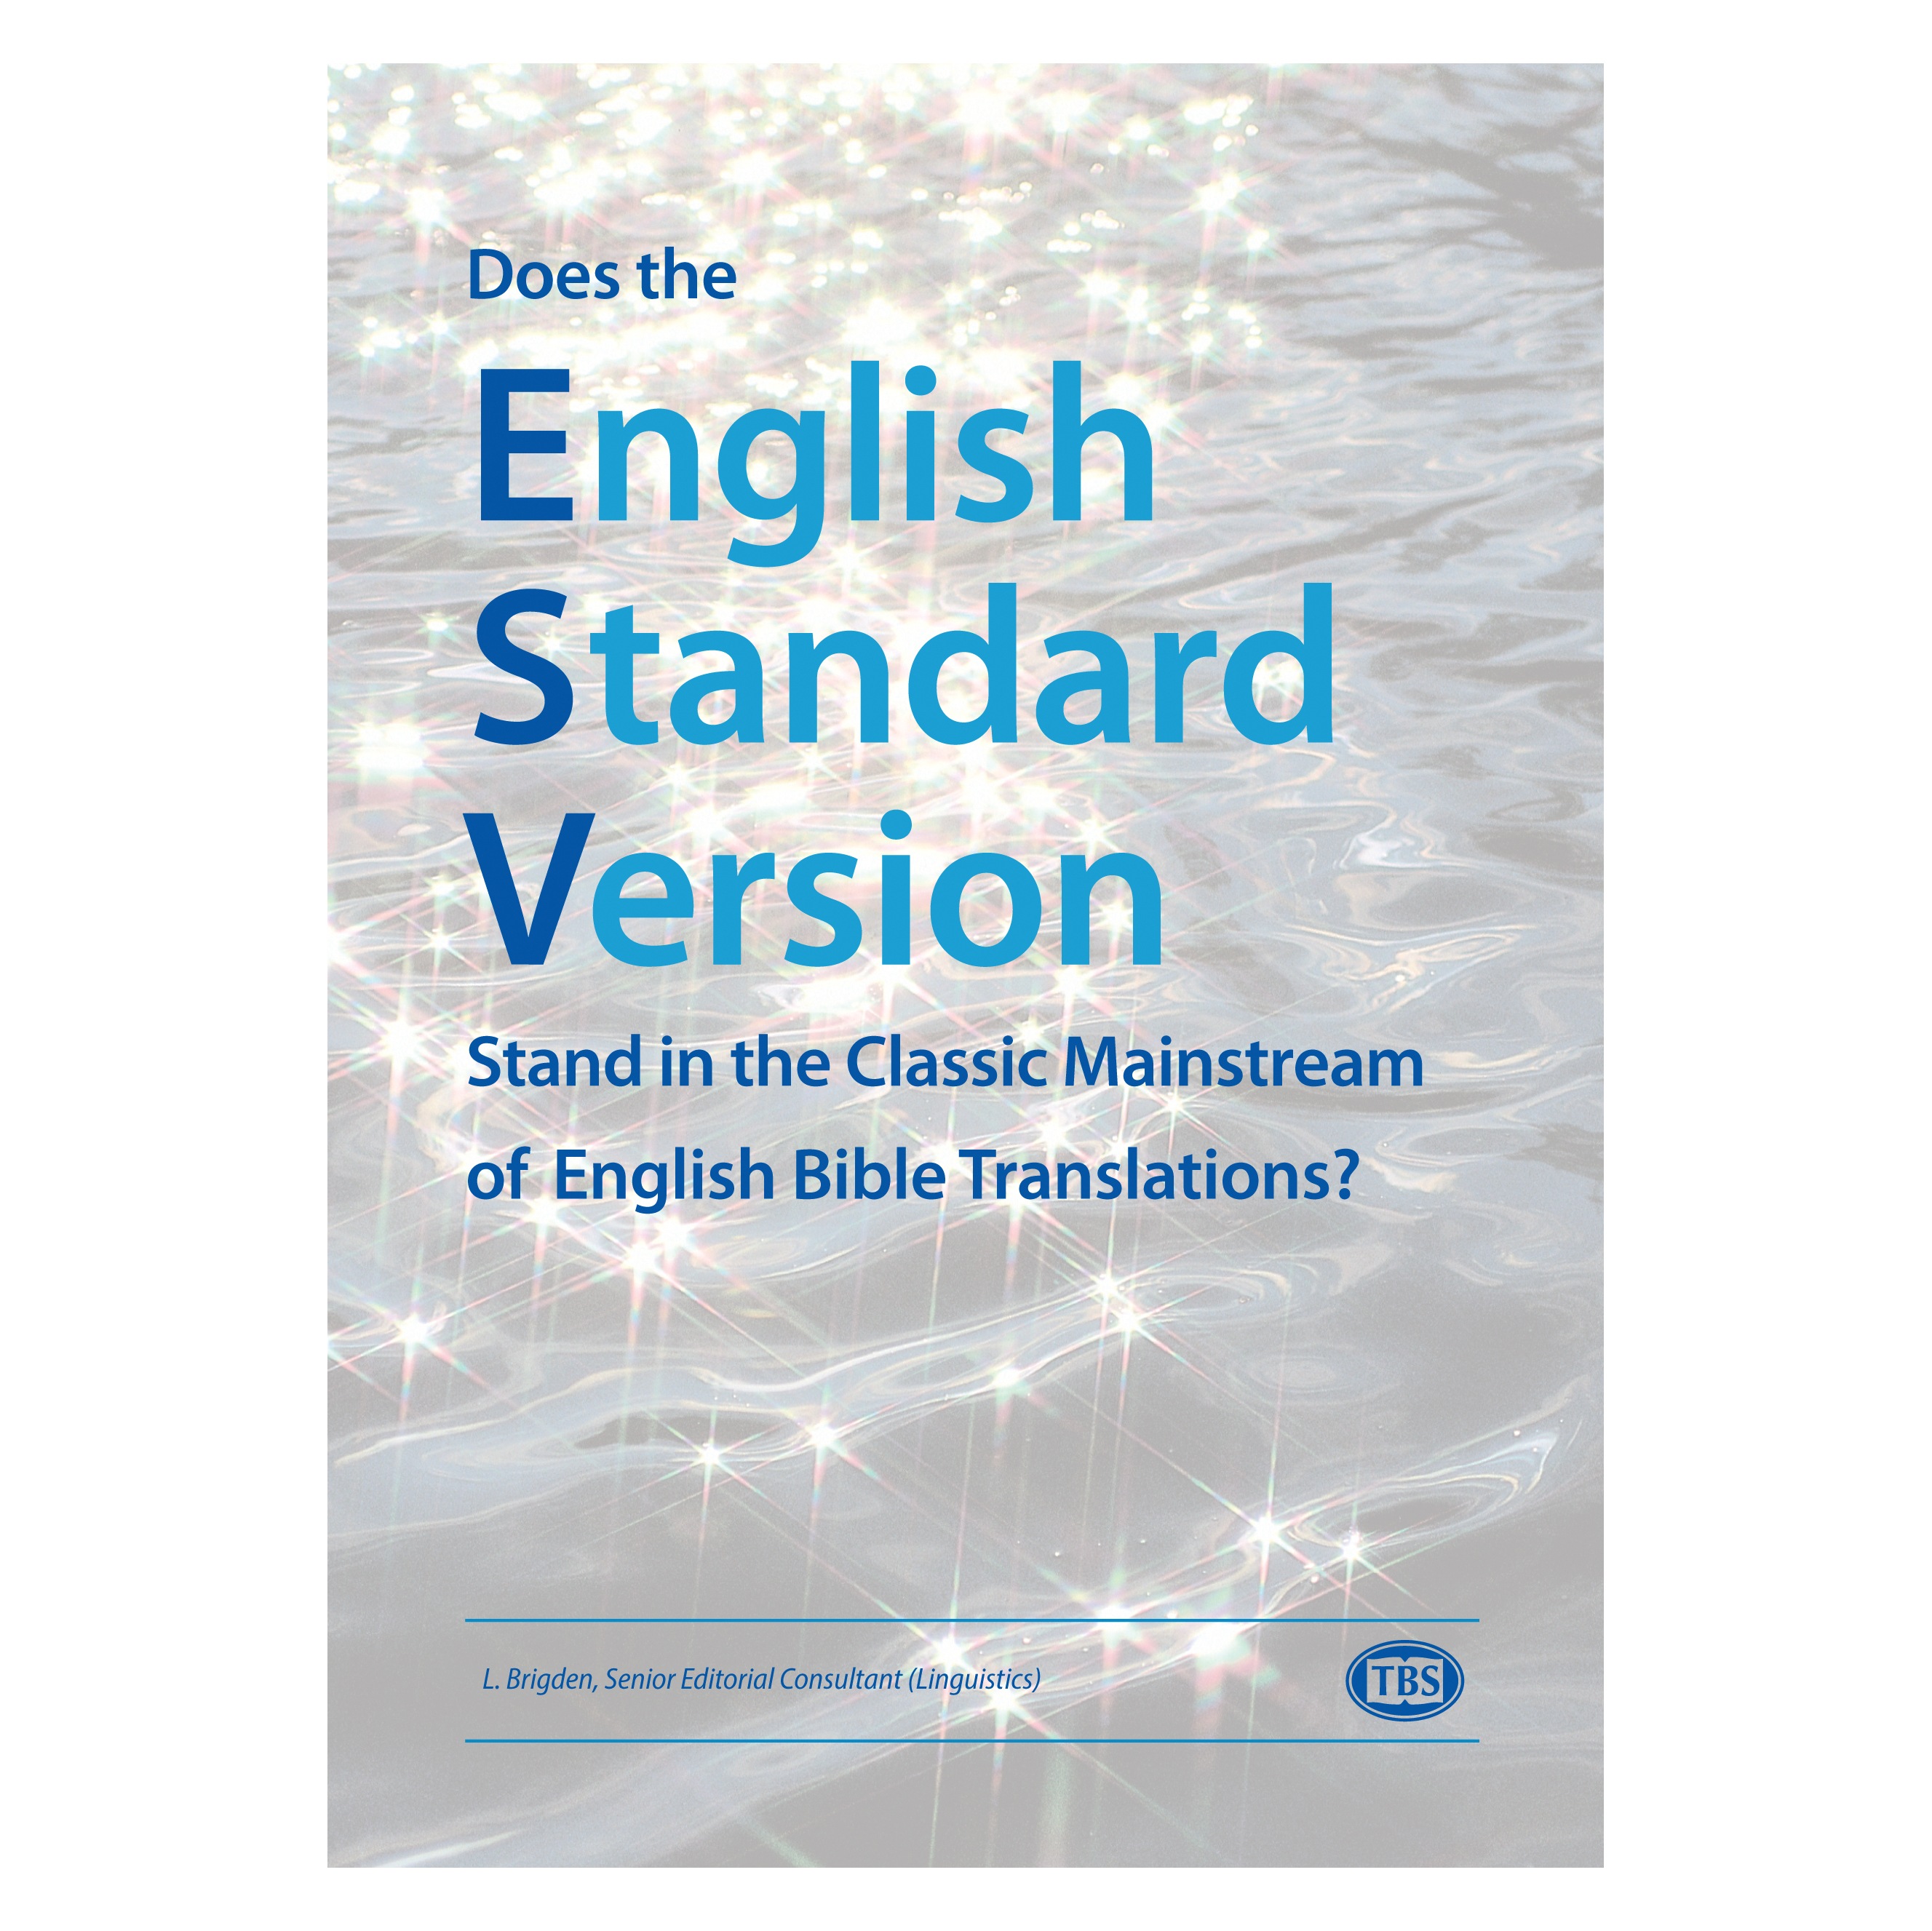 Does the
English
Standard
Version
Stand in the Classic Mainstream
of English Bible Translations?
L. Brigden, Senior Editorial Consultant (Linguistics)
TBS